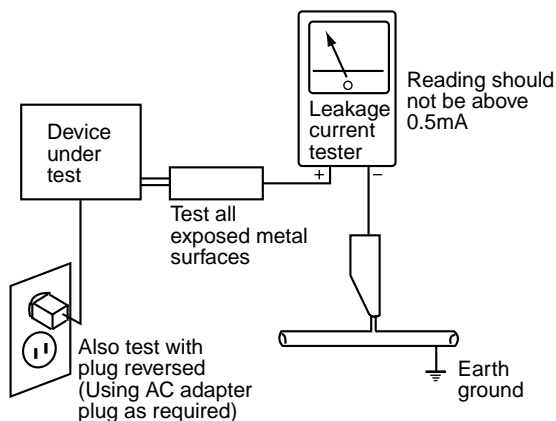 Device
under
test
Leakage
current
tester
+ −
Reading should
not be above
0.5mA
Test all
exposed metal
surfaces
Also test with
plug reversed
(Using AC adapter
plug as required)
Earth
ground